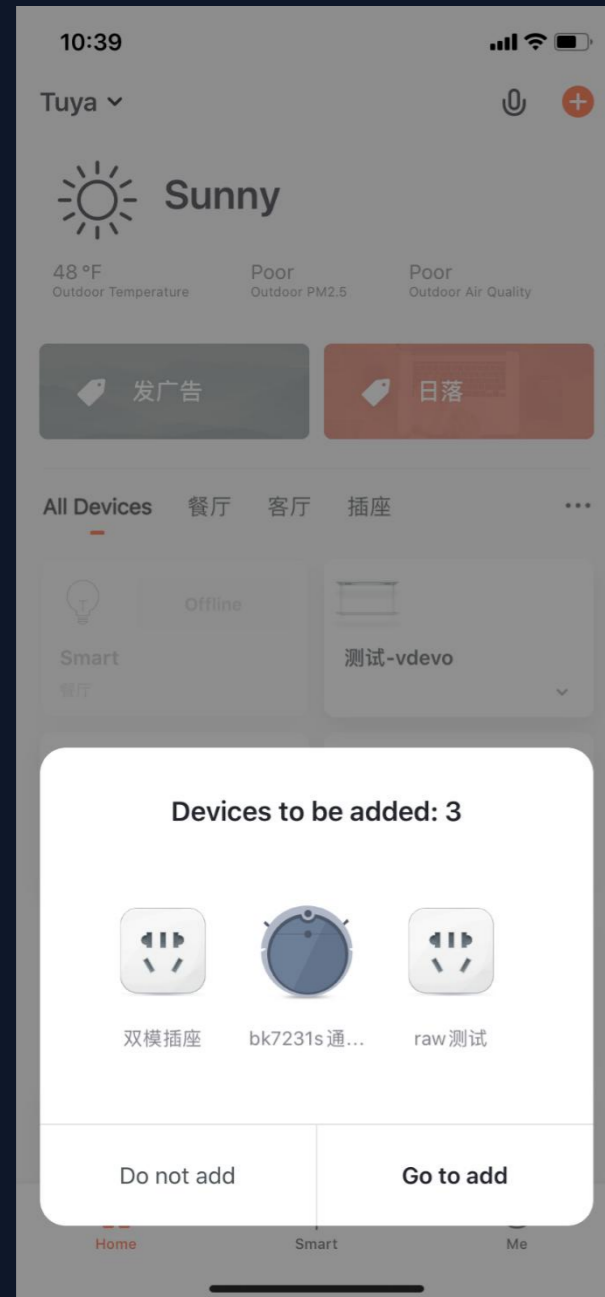 10:39
Tuya
Sunny
48 °F
Poor
Poor
Outdoor Temperature
Outdoor PM2.5
Outdoor Air Quality
发广告
日落
All Devices 餐厅 客厅 插座
Offline
Smart
测试-vdevo
餐厅
Devices to be added: 3
双模插座
bk7231s通...
raw测试
Do not add
Go to add
Home
Smart
Me